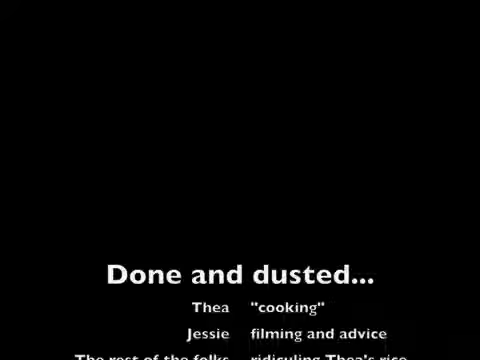 Done and dusted...
Thea "cooking"
Jessie filming and advice
The rest of the folks ridiculing Thea's rice